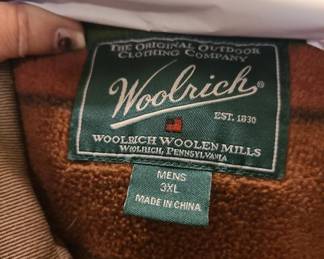 THE ORIGINAL OUTDOOR
CLOTHING COMPANY
Woolrich®
EST. 1830
WOOLRICH WOOLEN MILLS
WOOLRICH, PENNSYLVANIA
MENS
3XL
MADE IN CHINA